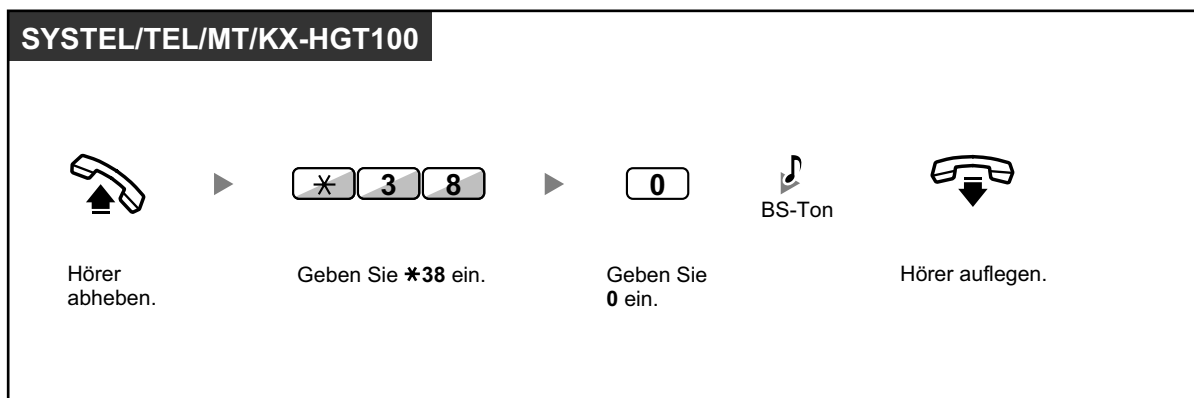 SYSTEL/TEL/MT/KX-HGT100
* 3 8
0
BS-Ton
Hörer
abheben.
Geben Sie *38 ein.
Geben Sie
0 ein.
Hörer auflegen.